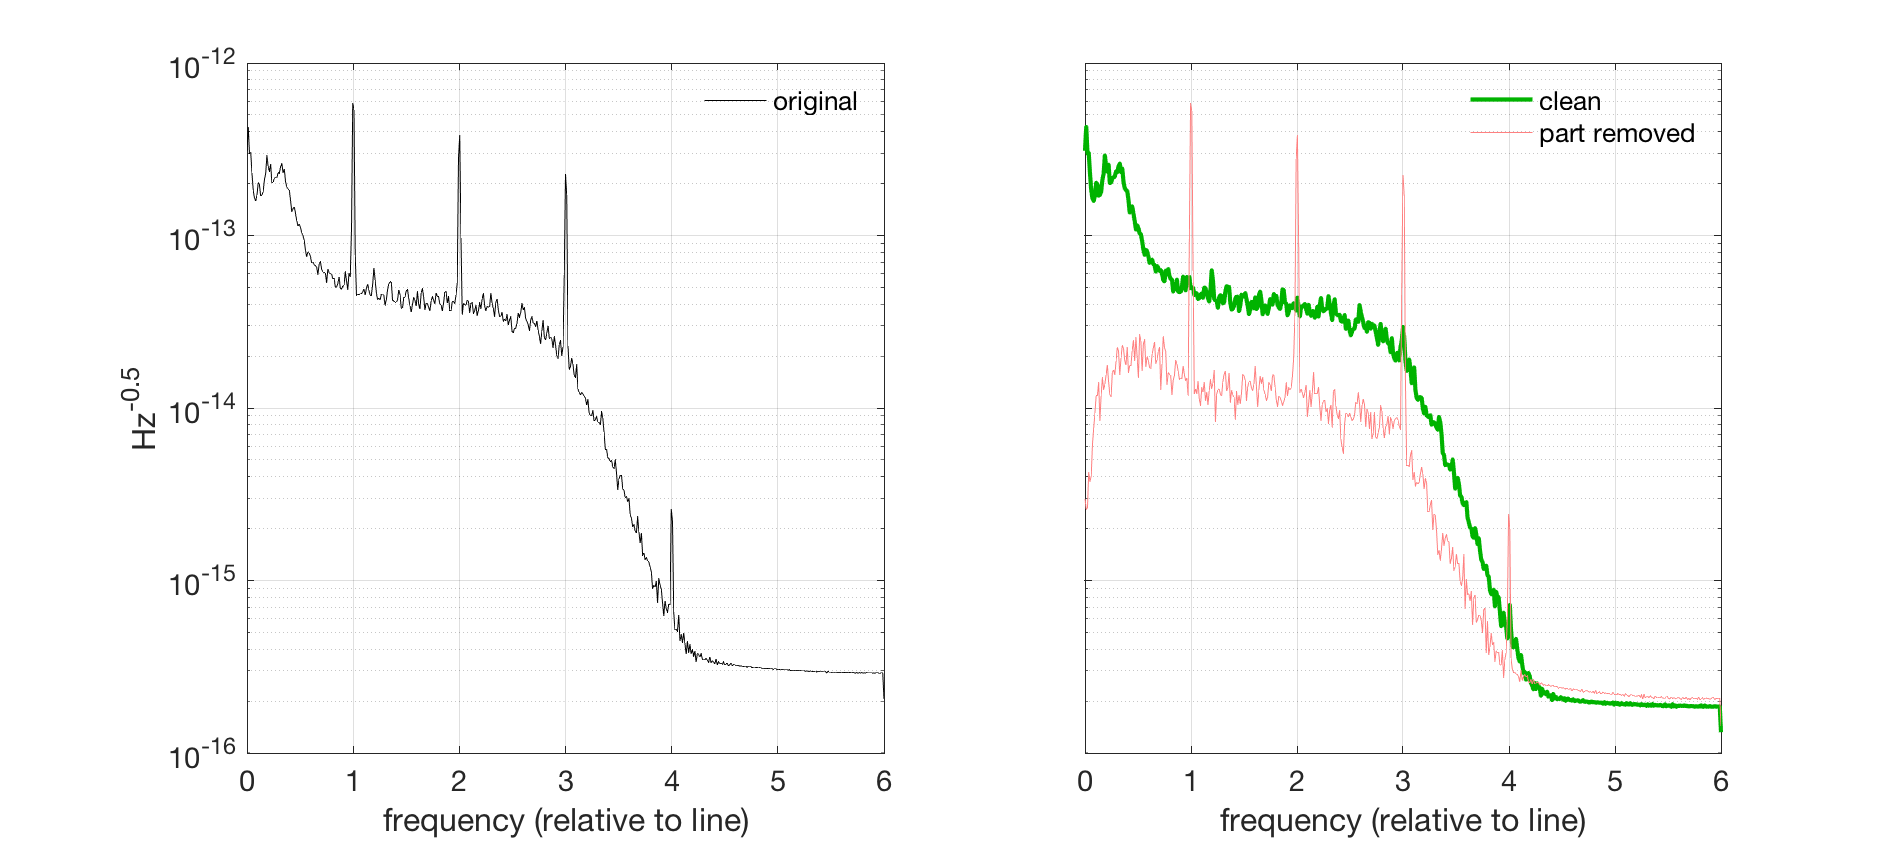 original
10^-12
10^-13
10^-14
10^-15
10^-16
Hz^-0.5
0 1 2 3 4 5 6
frequency (relative to line)
clean
part removed
0 1 2 3 4 5 6
frequency (relative to line)